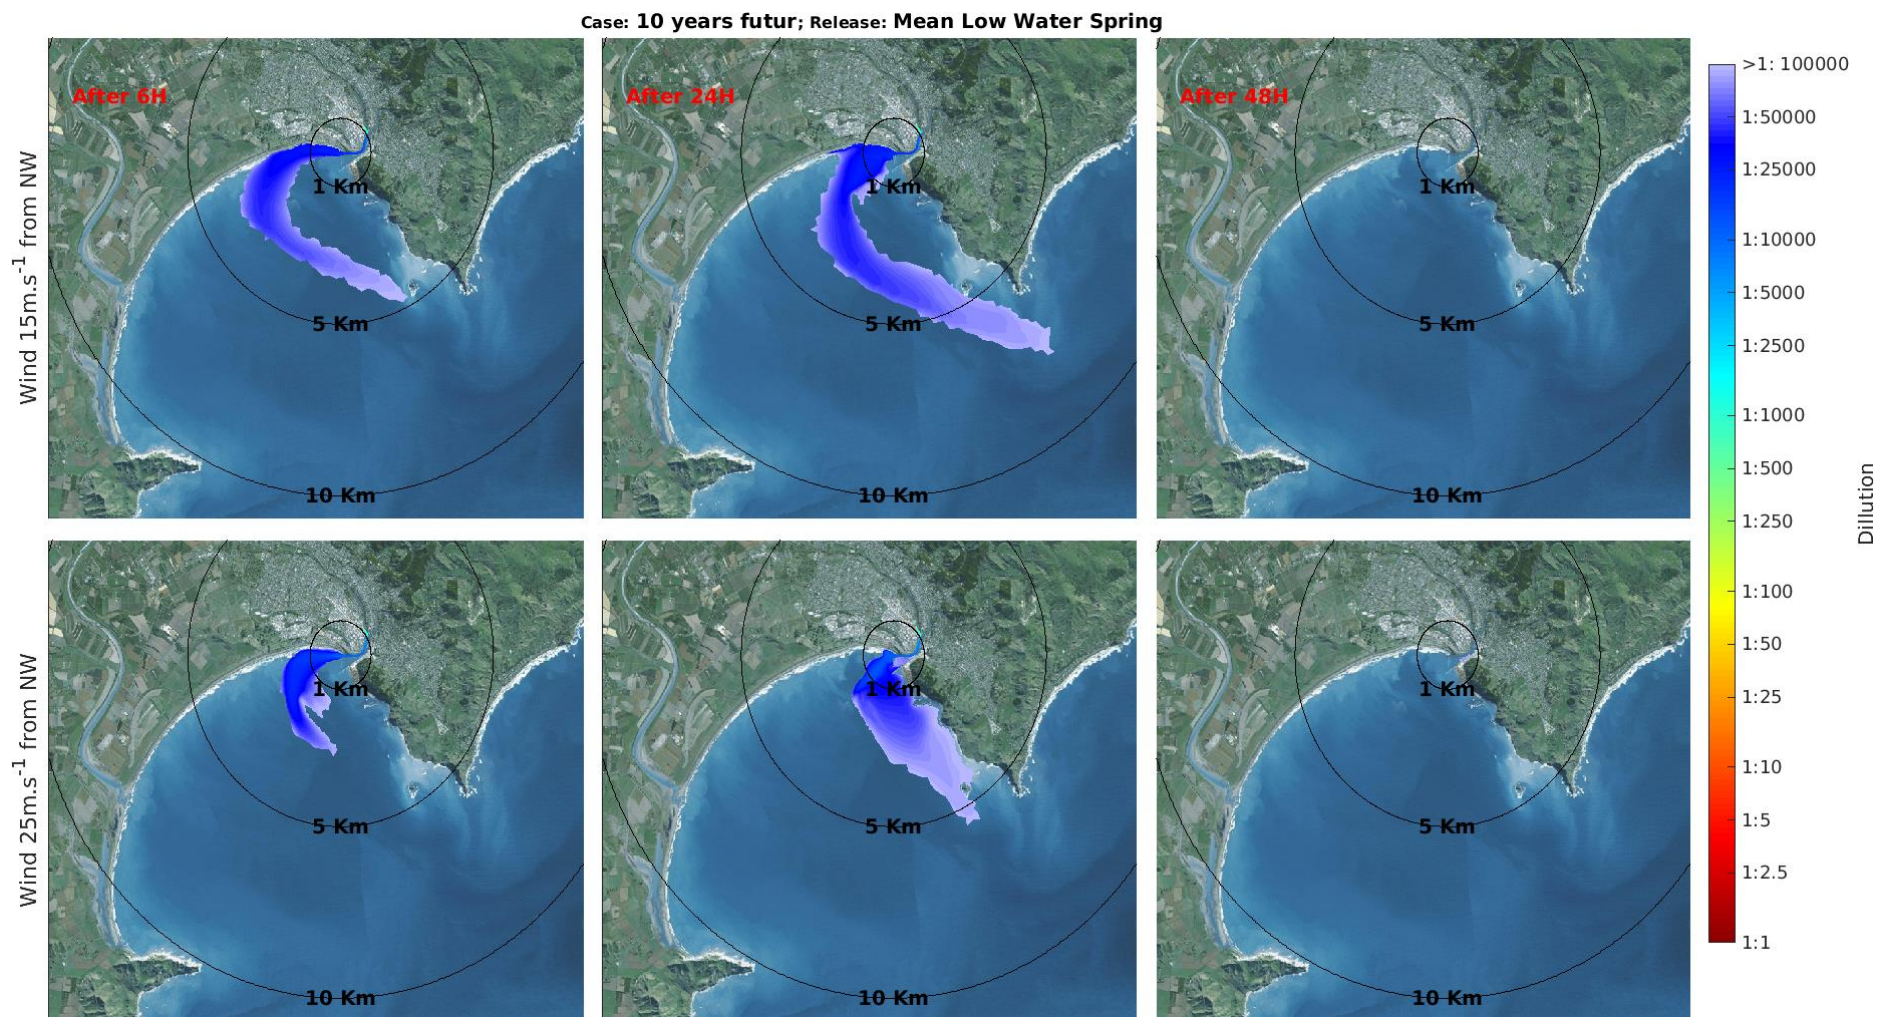 Case: 10 years futur; Release: Mean Low Water Spring
After 6H
After 24H
After 48H
Wind 15m.s⁻¹ from NW
1 Km
5 Km
10 Km
1 Km
5 Km
10 Km
1 Km
5 Km
10 Km
Wind 25m.s⁻¹ from NW
1 Km
5 Km
10 Km
1 Km
5 Km
10 Km
1 Km
5 Km
10 Km
>1: 100000
1:50000
1:25000
1:10000
1:5000
1:2500
1:1000
1:500
1:250
1:100
1:50
1:25
1:10
1:5
1:2.5
1:1
Dillution